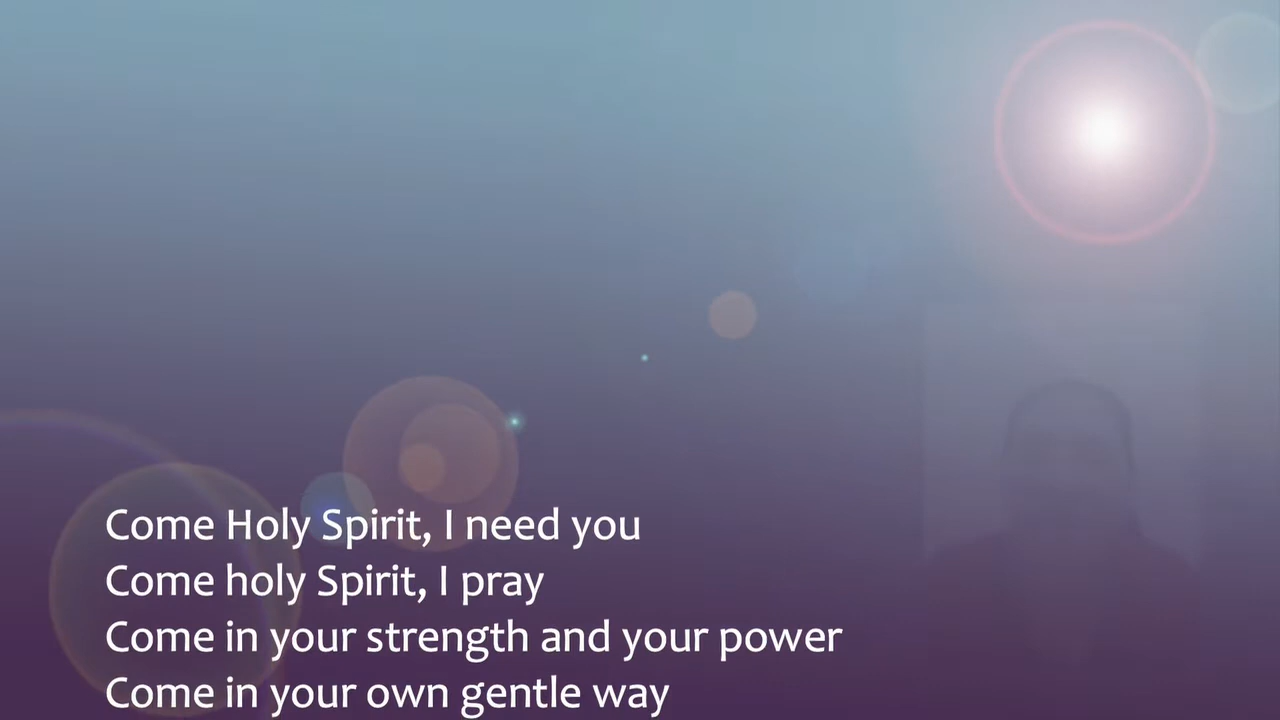 Come Holy Spirit, I need you
Come holy Spirit, I pray
Come in your strength and your power
Come in your own gentle way